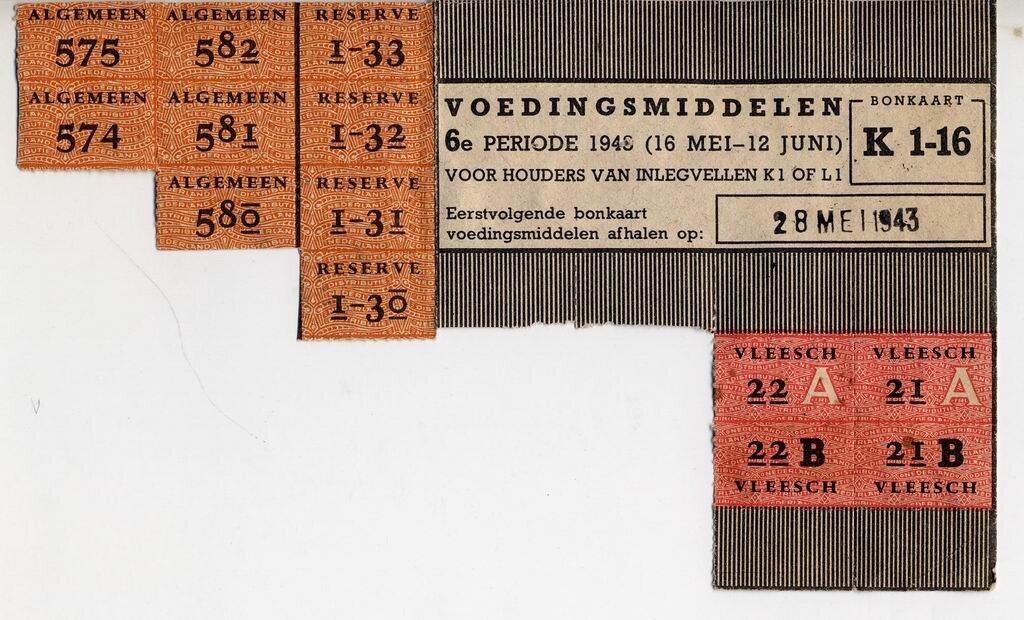 ALGEMEEN ALGEMEEN RESERVE
575 582 1-33
ALGEMEEN ALGEMEEN RESERVE
574 581 1-32
ALGEMEEN RESERVE
580 1-31
RESERVE
1-30
VOEDINGSMIDDELEN
6e PERIODE 1943 (16 MEI-12 JUNI)
VOOR HOUDERS VAN INLEGVELLEN K1 OF L1
BONKAART
K 1-16
Eerstvolgende bonkaart
voedingsmiddelen afhalen op:
28 MEI 1943
VLEESCH VLEESCH
22 A 21 A
22 B 21 B
VLEESCH VLEESCH